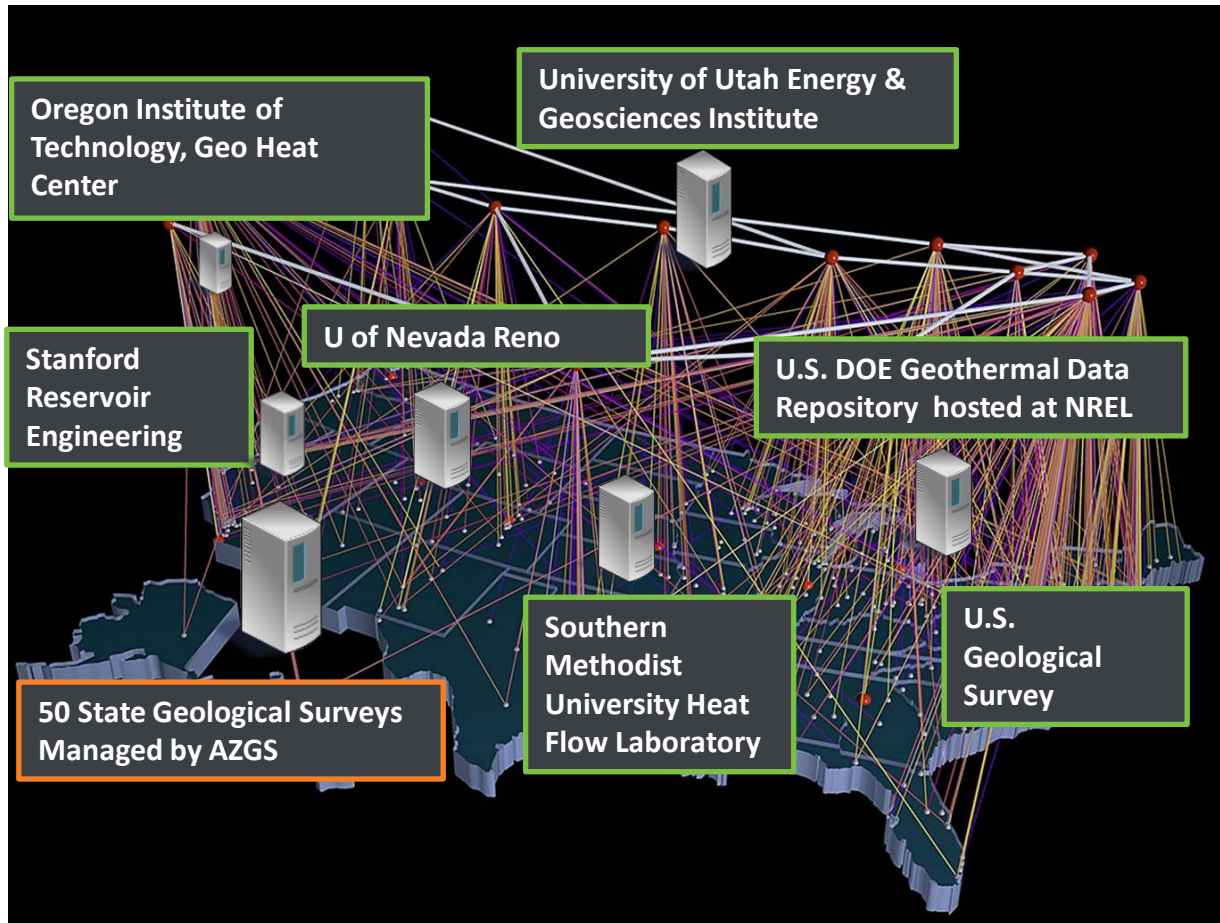 Oregon Institute of
Technology, Geo Heat
Center
University of Utah Energy &
Geosciences Institute
U of Nevada Reno
Stanford
Reservoir
Engineering
U.S. DOE Geothermal Data
Repository  hosted at NREL
Southern
Methodist
University Heat
Flow Laboratory
U.S.
Geological
Survey
50 State Geological Surveys
Managed by AZGS